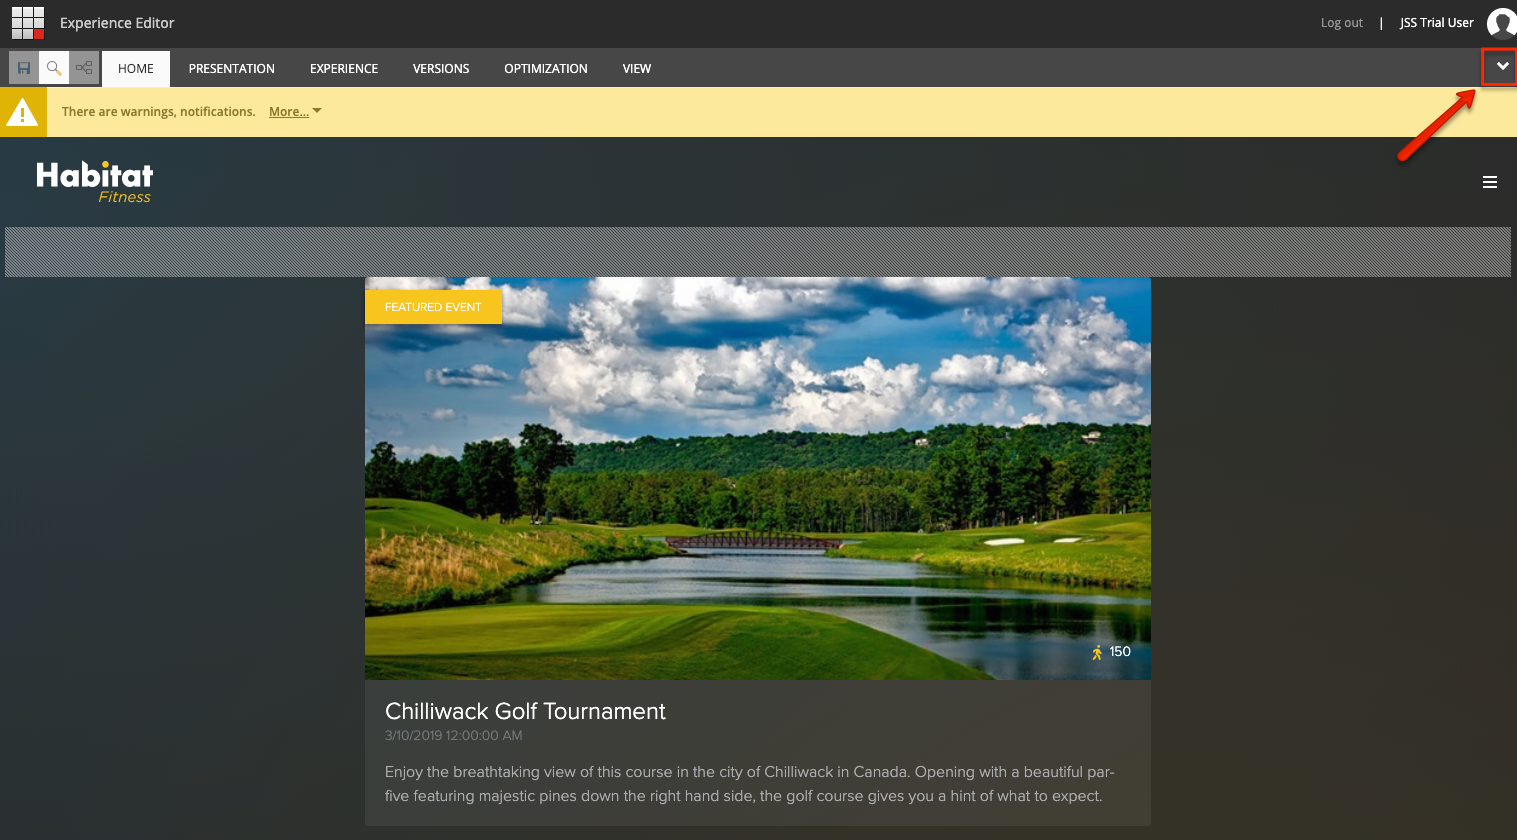 Experience Editor
Log out | JSS Trial User
HOME PRESENTATION EXPERIENCE VERSIONS OPTIMIZATION VIEW
There are warnings, notifications. More...
Habitat
Fitness
FEATURED EVENT
150
Chilliwack Golf Tournament
3/10/2019 12:00:00 AM
Enjoy the breathtaking view of this course in the city of Chilliwack in Canada. Opening with a beautiful par-
five featuring majestic pines down the right hand side, the golf course gives you a hint of what to expect.